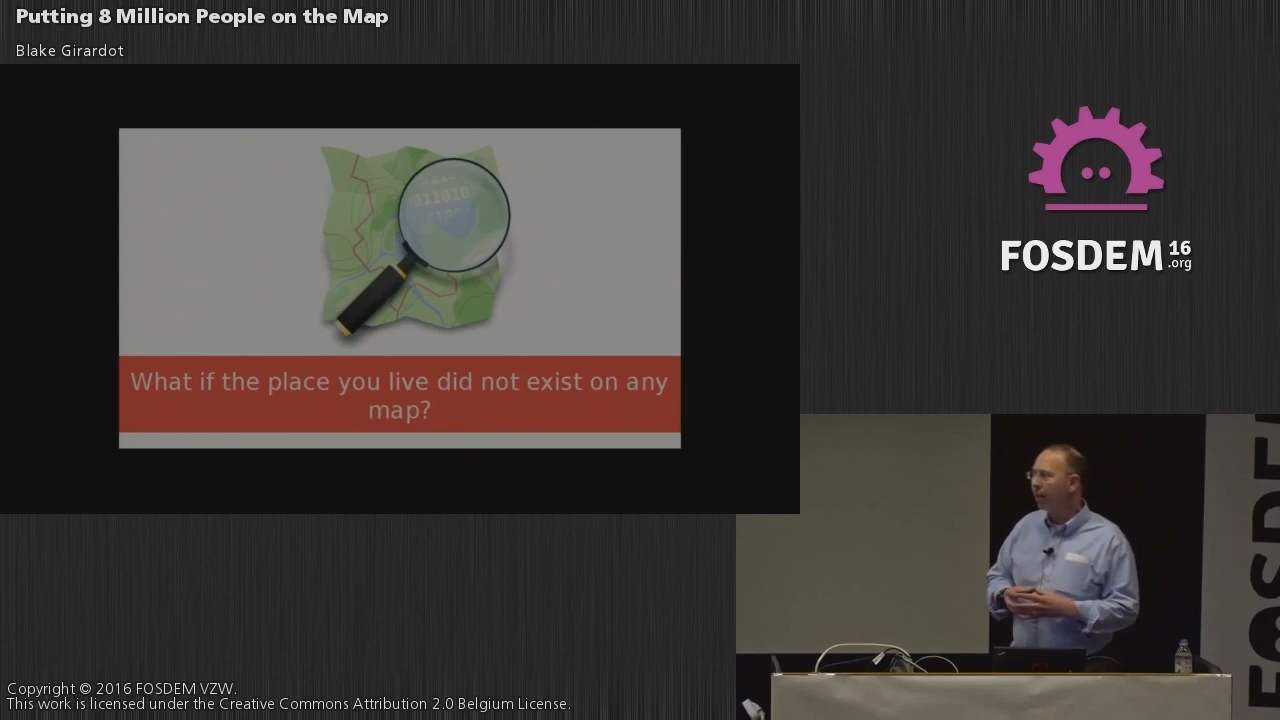 Putting 8 Million People on the Map
Blake Girardot
011010
What if the place you live did not exist on any
map?
FOSDEM 16
.org
FOSDE
Copyright © 2016 FOSDEM VZW.
This work is licensed under the Creative Commons Attribution 2.0 Belgium License.